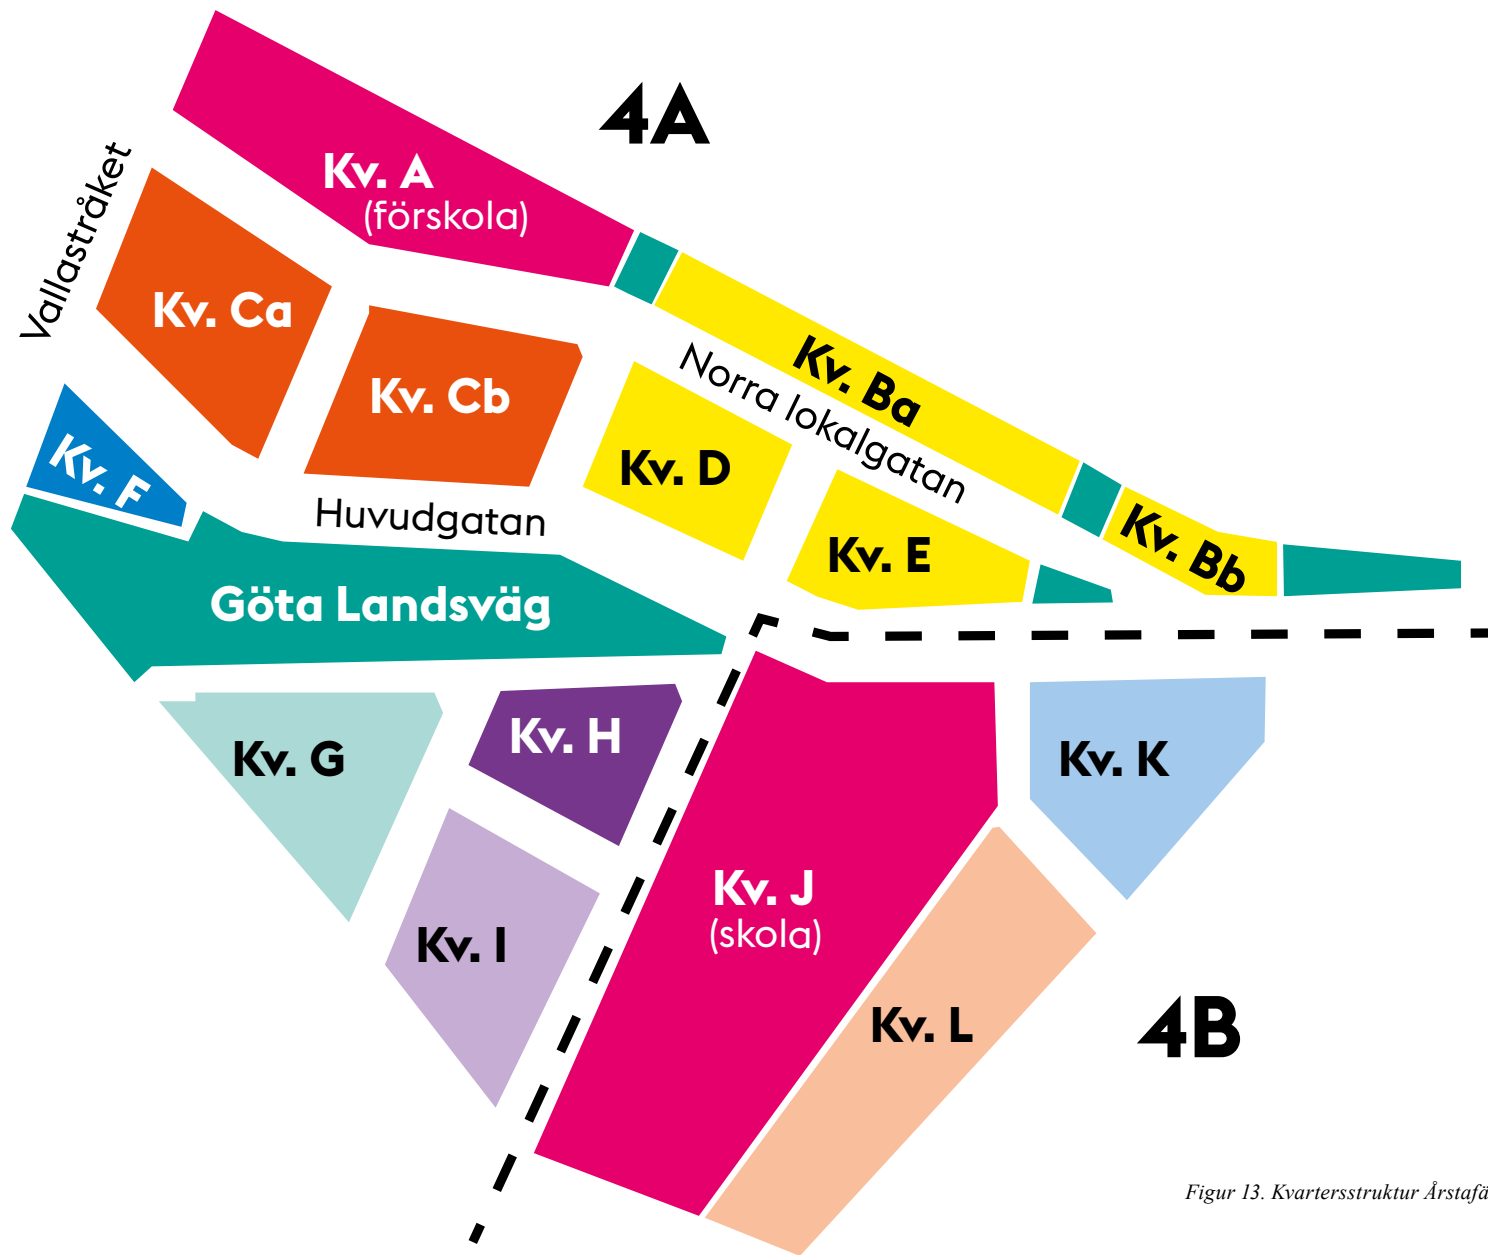 4A
Kv. A
(förskola)
Vallastråket
Kv. Ca
Kv. Cb
Kv. Ba
Norra lokalgatan
Kv. D
Kv. F
Huvudgatan
Kv. E
Kv. Bb
Göta Landsväg
Kv. G
Kv. H
Kv. K
Kv. J
(skola)
Kv. I
Kv. L
4B
Figur 13. Kvartersstruktur Årstafä